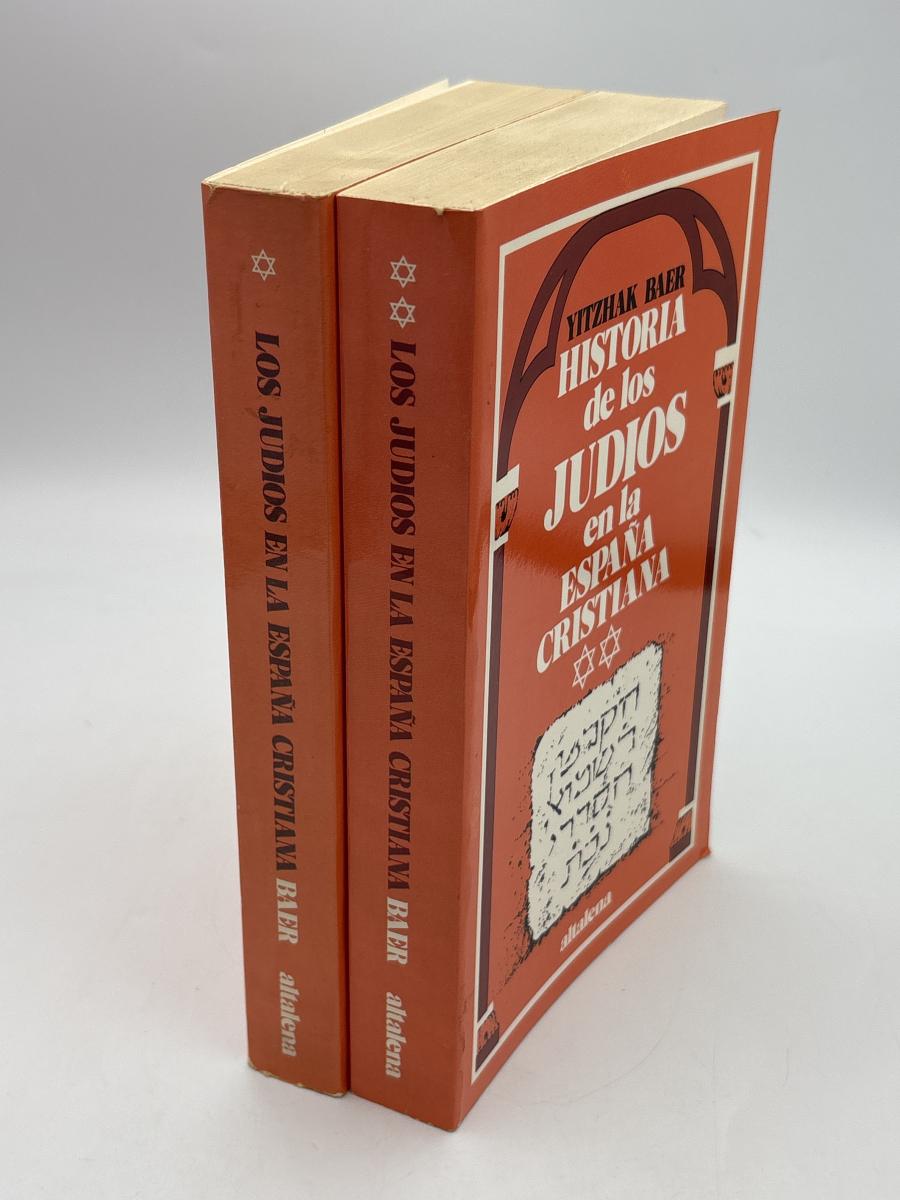 LOS JUDIOS EN LA ESPAÑA CRISTIANA BAER altalena
LOS JUDIOS EN LA ESPAÑA CRISTIANA BAER altalena
YITZHAK BAER
HISTORIA
de los
JUDIOS
en la
ESPAÑA
CRISTIANA
altalena